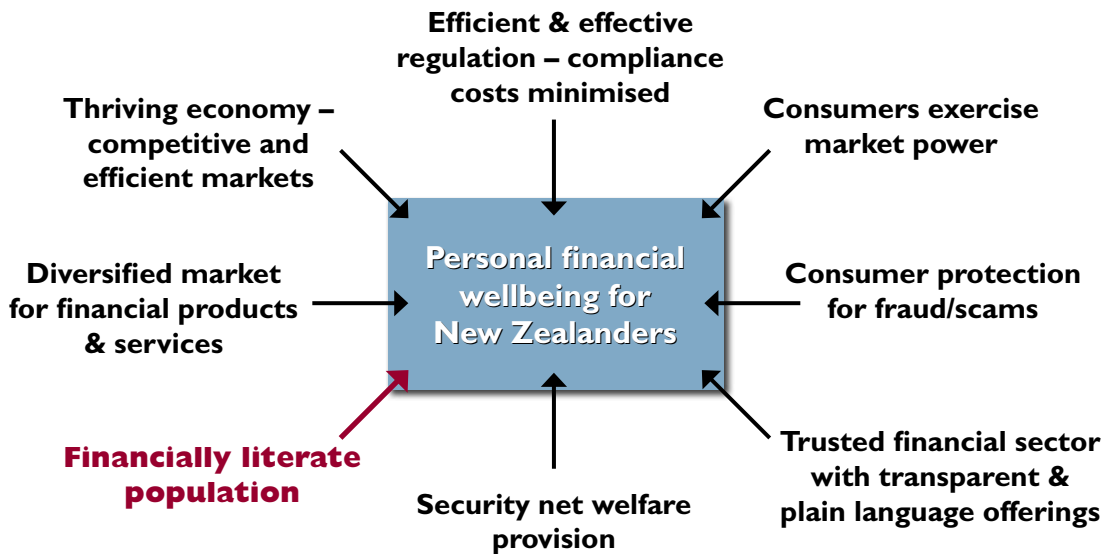 Efficient & effective
regulation – compliance
costs minimised
Thriving economy –
competitive and
efficient markets
Consumers exercise
market power
Diversified market
for financial products
& services
Personal financial
wellbeing for
New Zealanders
Consumer protection
for fraud/scams
Financially literate
population
Security net welfare
provision
Trusted financial sector
with transparent &
plain language offerings